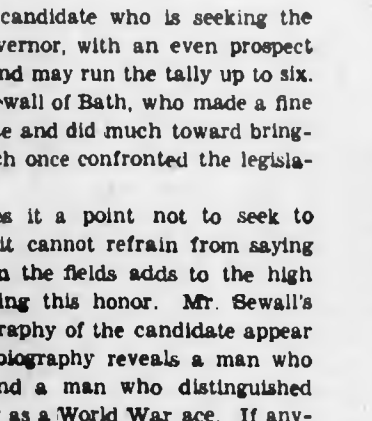 candidate who is seeking the
vernor, with an even prospect
nd may run the tally up to six.
wall of Bath, who made a fine
e and did much toward bring-
ch once confronted the legisla-
s it a point not to seek to
it cannot refrain from saying
n the fields adds to the high
ing this honor. Mr. Sewall's
raphy of the candidate appear
biography reveals a man who
nd a man who distinguished
as a World War ace. If any-